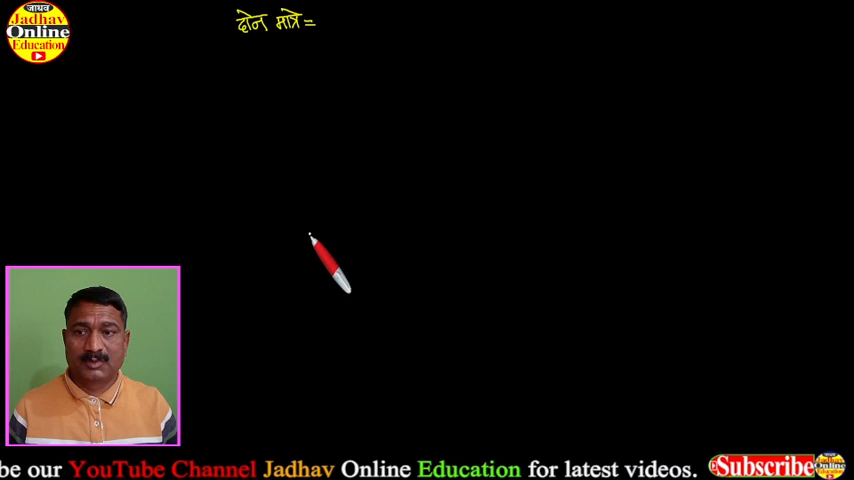 जाधव
Jadhav
Online
Education
दोन मात्रे =
be our YouTube Channel Jadhav Online Education for latest videos.
Subscribe